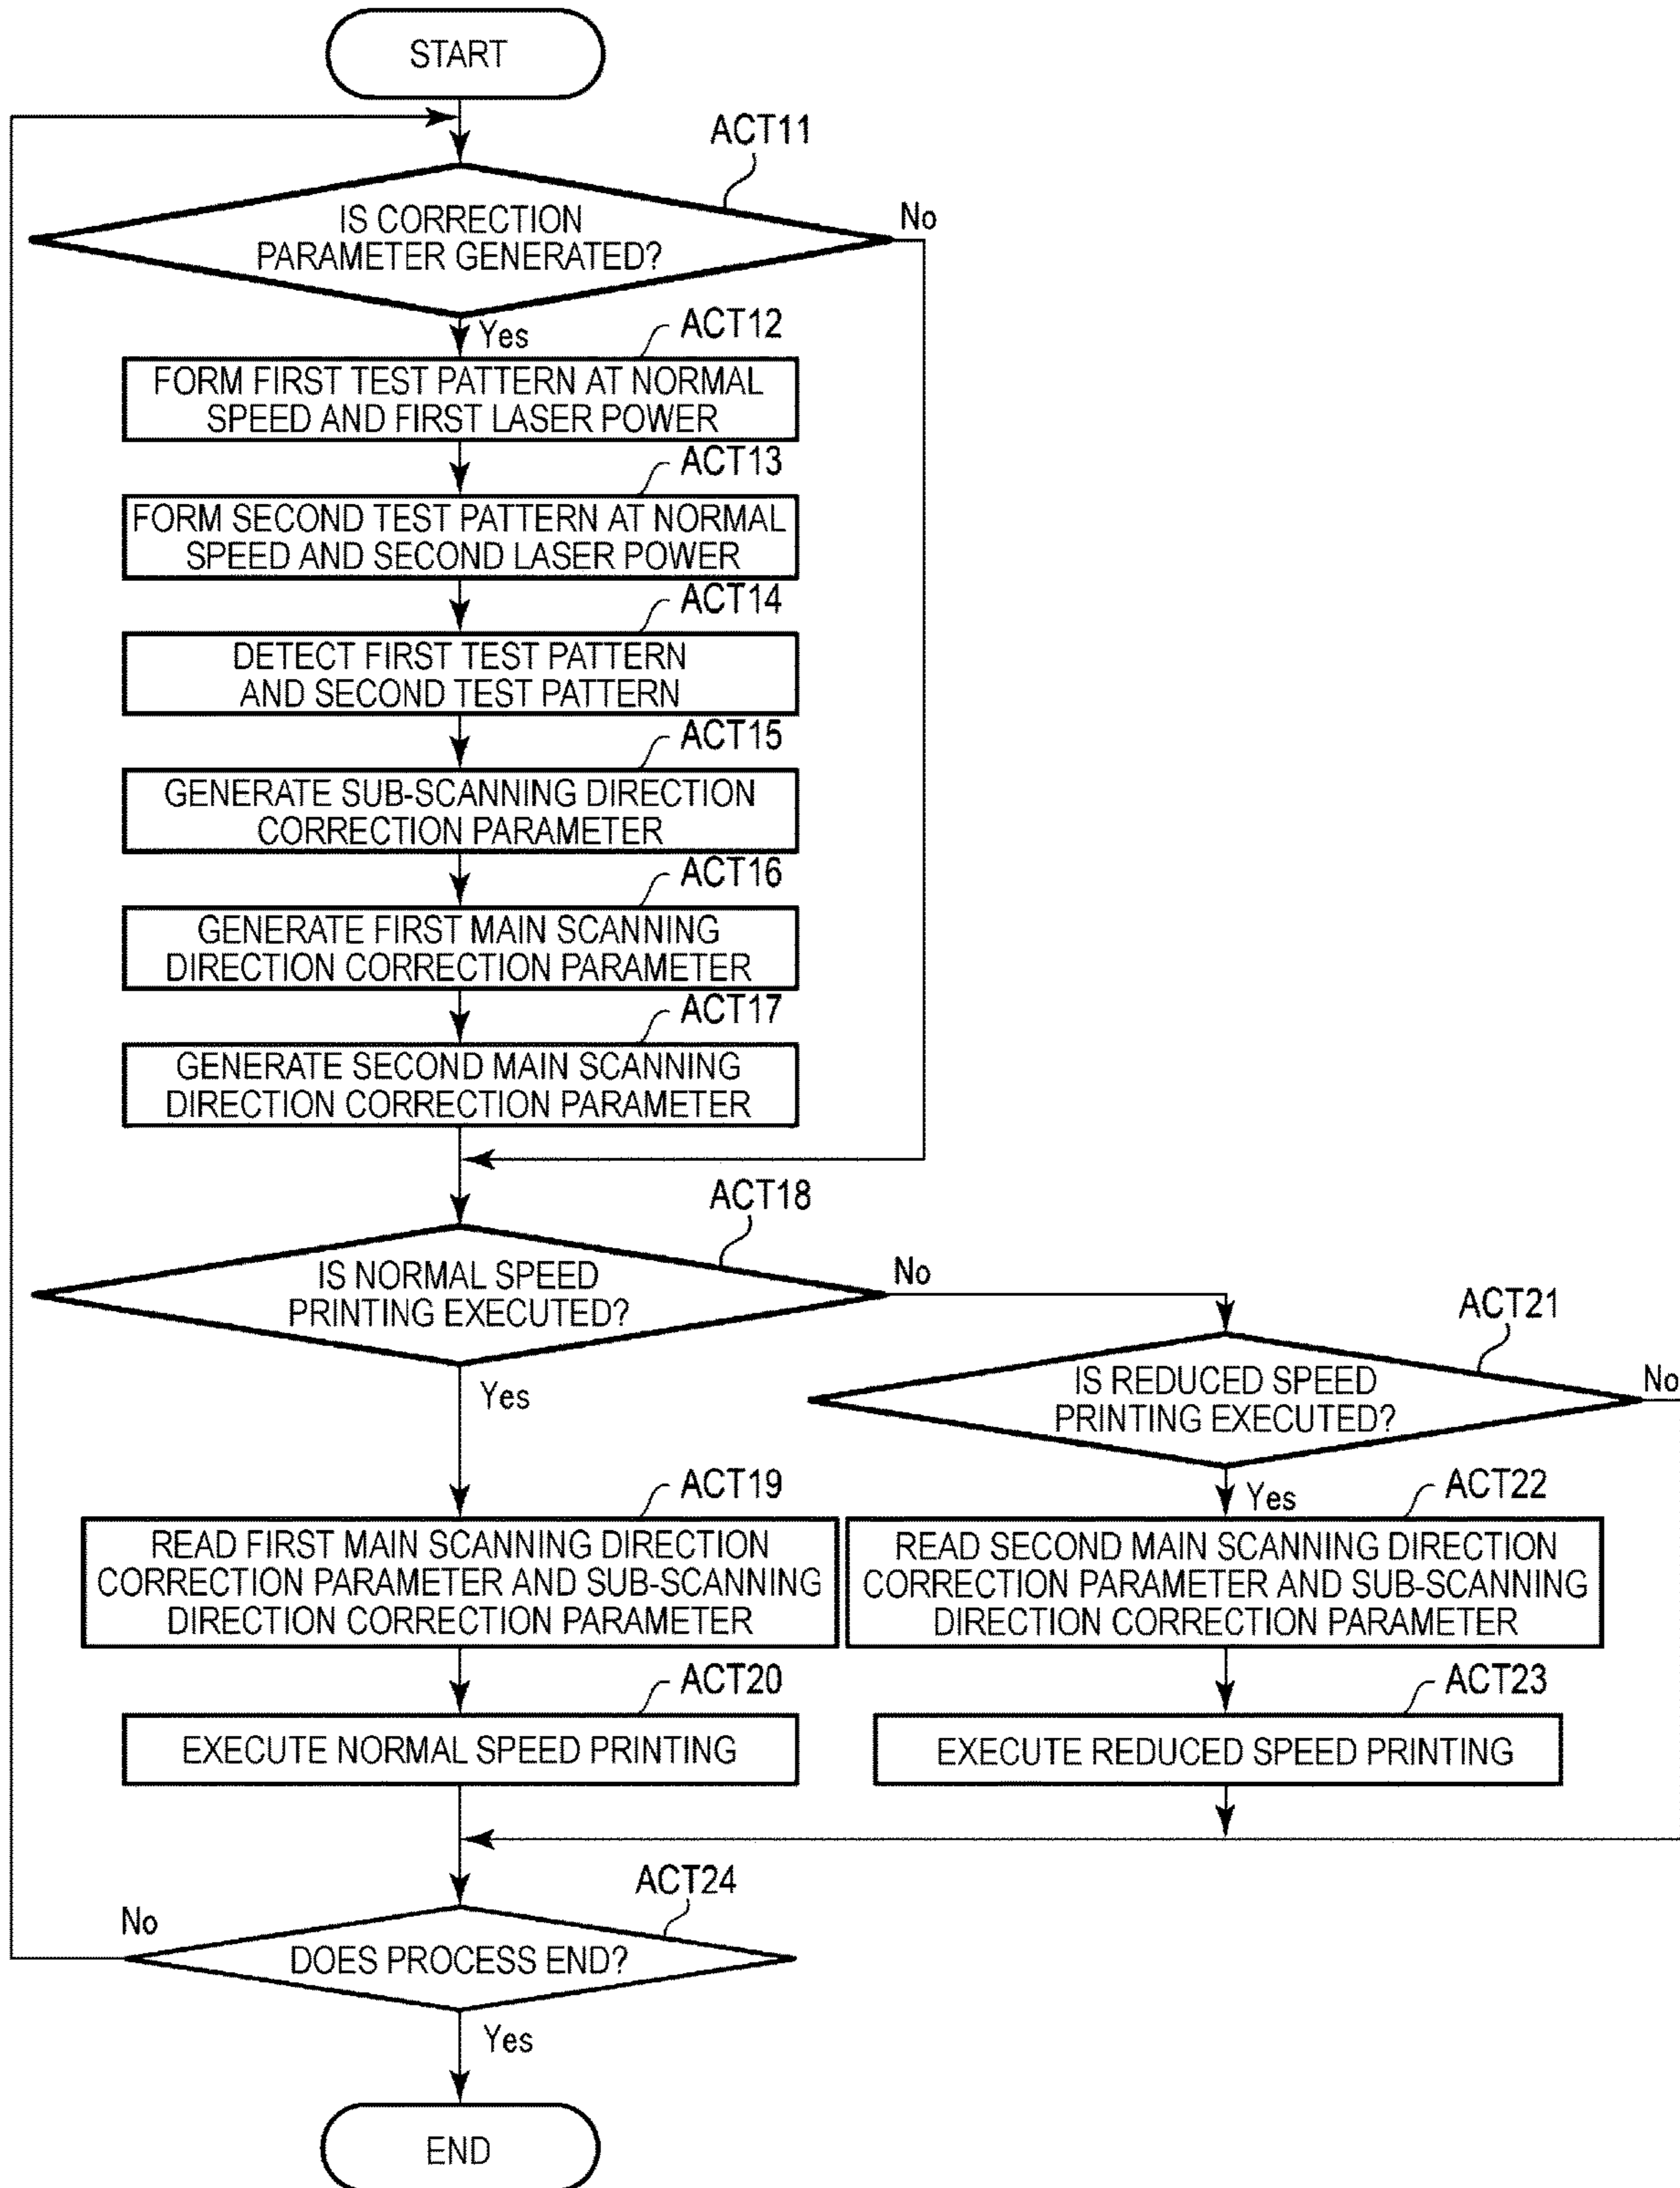 START
ACT11
IS CORRECTION
PARAMETER GENERATED?
No
Yes
ACT12
FORM FIRST TEST PATTERN AT NORMAL
SPEED AND FIRST LASER POWER
ACT13
FORM SECOND TEST PATTERN AT NORMAL
SPEED AND SECOND LASER POWER
ACT14
DETECT FIRST TEST PATTERN
AND SECOND TEST PATTERN
ACT15
GENERATE SUB-SCANNING DIRECTION
CORRECTION PARAMETER
ACT16
GENERATE FIRST MAIN SCANNING
DIRECTION CORRECTION PARAMETER
ACT17
GENERATE SECOND MAIN SCANNING
DIRECTION CORRECTION PARAMETER
ACT18
IS NORMAL SPEED
PRINTING EXECUTED?
No
Yes
ACT21
IS REDUCED SPEED
PRINTING EXECUTED?
No
Yes
ACT19
READ FIRST MAIN SCANNING DIRECTION
CORRECTION PARAMETER AND SUB-SCANNING
DIRECTION CORRECTION PARAMETER
ACT22
READ SECOND MAIN SCANNING DIRECTION
CORRECTION PARAMETER AND SUB-SCANNING
DIRECTION CORRECTION PARAMETER
ACT20
EXECUTE NORMAL SPEED PRINTING
ACT23
EXECUTE REDUCED SPEED PRINTING
ACT24
No
DOES PROCESS END?
Yes
END